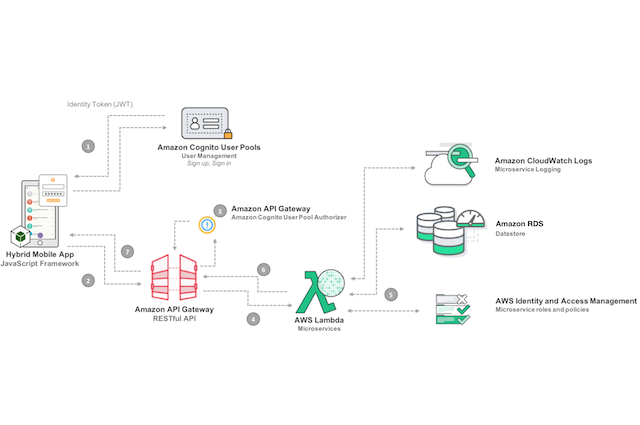 Identity Token (JWT)
1
Amazon Cognito User Pools
User Management
Sign up, Sign in
Amazon CloudWatch Logs
Microservice Logging
3
Amazon API Gateway
Amazon Cognito User Pool Authorizer
Amazon RDS
Datastore
Hybrid Mobile App
JavaScript Framework
7
2
6
Amazon API Gateway
RESTful API
4
AWS Lambda
Microservices
5
AWS Identity and Access Management
Microservice roles and policies